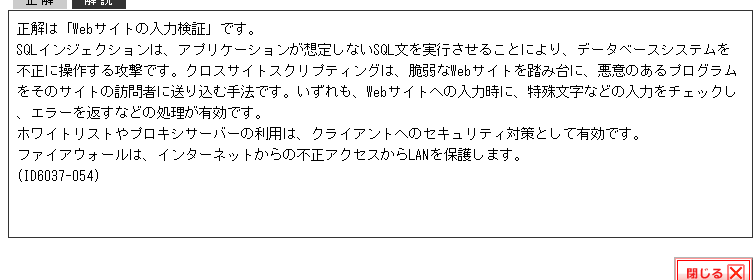 正解 解説
正解は「Webサイトの入力検証」です。
SQLインジェクションは、アプリケーションが想定しないSQL文を実行させることにより、データベースシステムを
不正に操作する攻撃です。クロスサイトスクリプティングは、脆弱なWebサイトを踏み台に、悪意のあるプログラム
をそのサイトの訪問者に送り込む手法です。いずれも、Webサイトへの入力時に、特殊文字などの入力をチェックし
、エラーを返すなどの処理が有効です。
ホワイトリストやプロキシサーバーの利用は、クライアントへのセキュリティ対策として有効です。
ファイアウォールは、インターネットからの不正アクセスからLANを保護します。
(ID6037-054)
閉じる